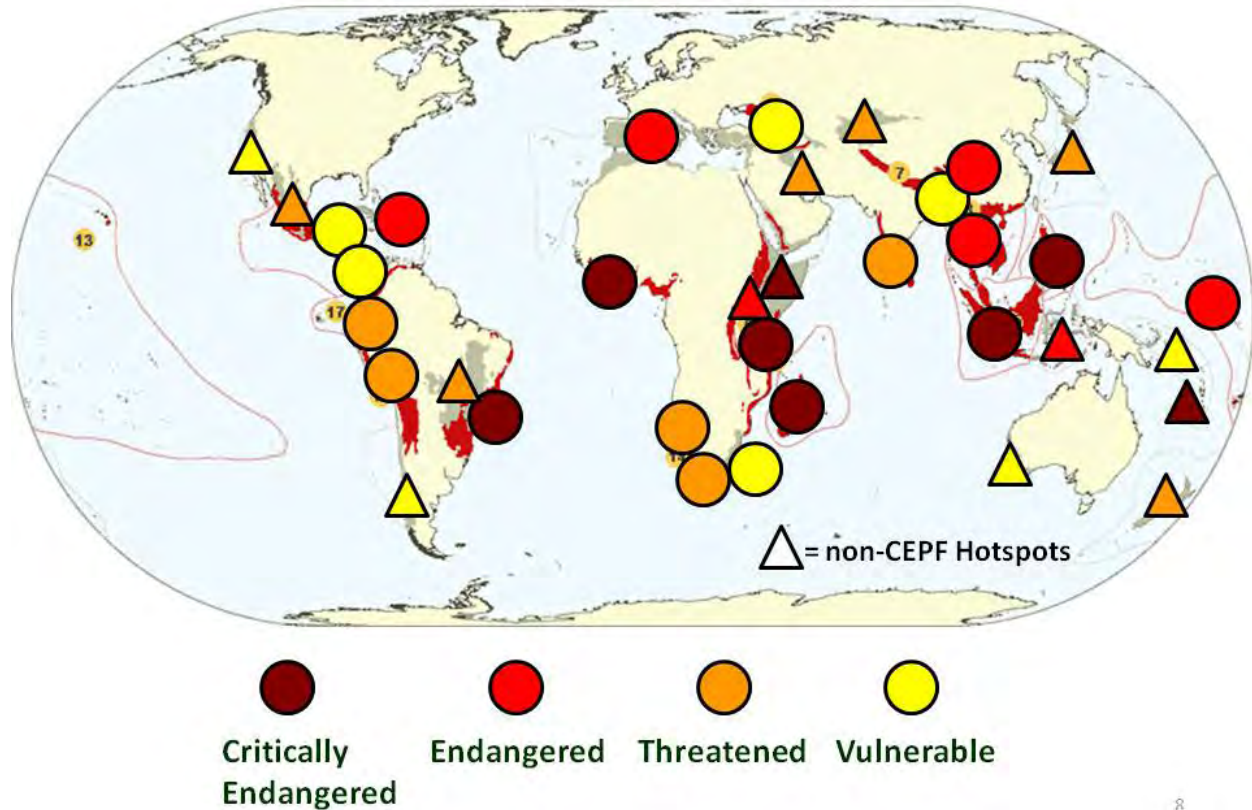 7
13
17
= non-CEPF Hotspots
Critically
Endangered
Endangered
Threatened
Vulnerable
8